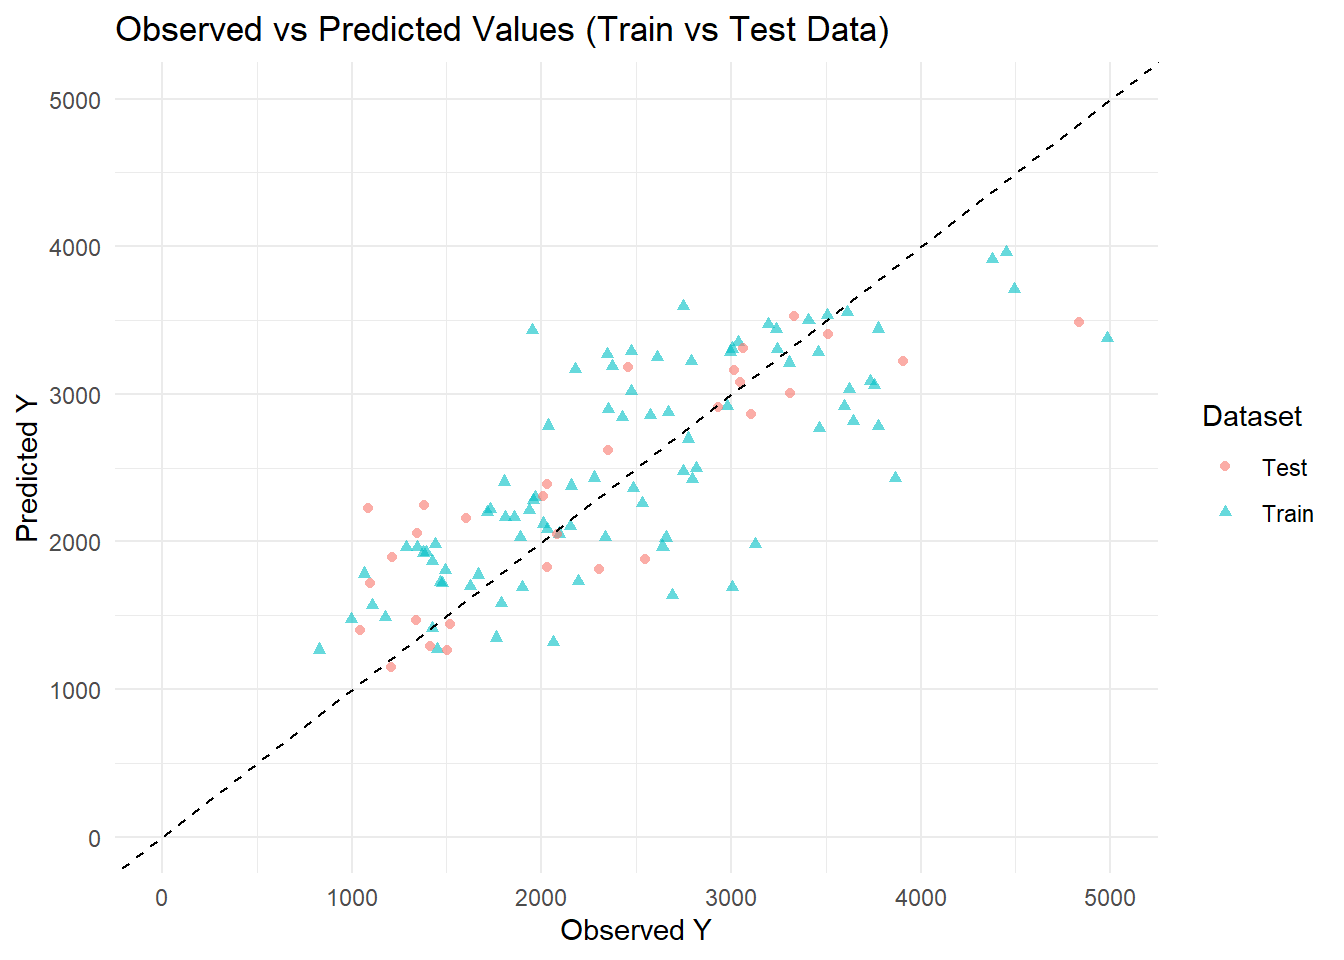 Observed vs Predicted Values (Train vs Test Data)
5000
4000
3000
2000
1000
0
Predicted Y
0 1000 2000 3000 4000 5000
Observed Y
Dataset
Test
Train